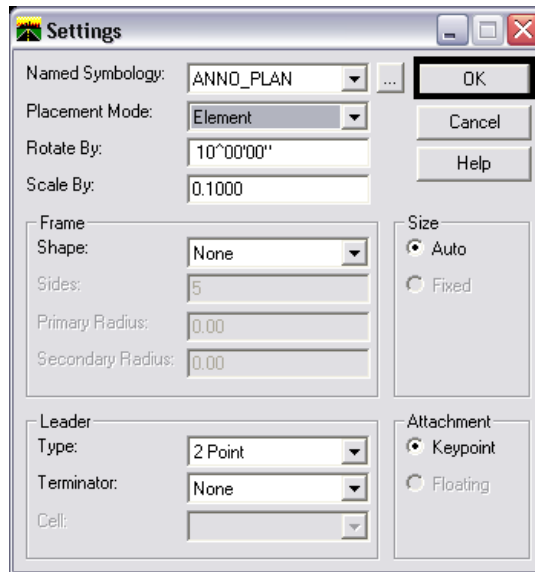 Settings
Named Symbology: ANNO_PLAN ... OK
Placement Mode: Element Cancel
Rotate By: 10^00'00" Help
Scale By: 0.1000
Frame
Shape: None
Sides: 5
Primary Radius: 0.00
Secondary Radius: 0.00
Size
Auto
Fixed
Leader
Type: 2 Point
Terminator: None
Cell:
Attachment
Keypoint
Floating